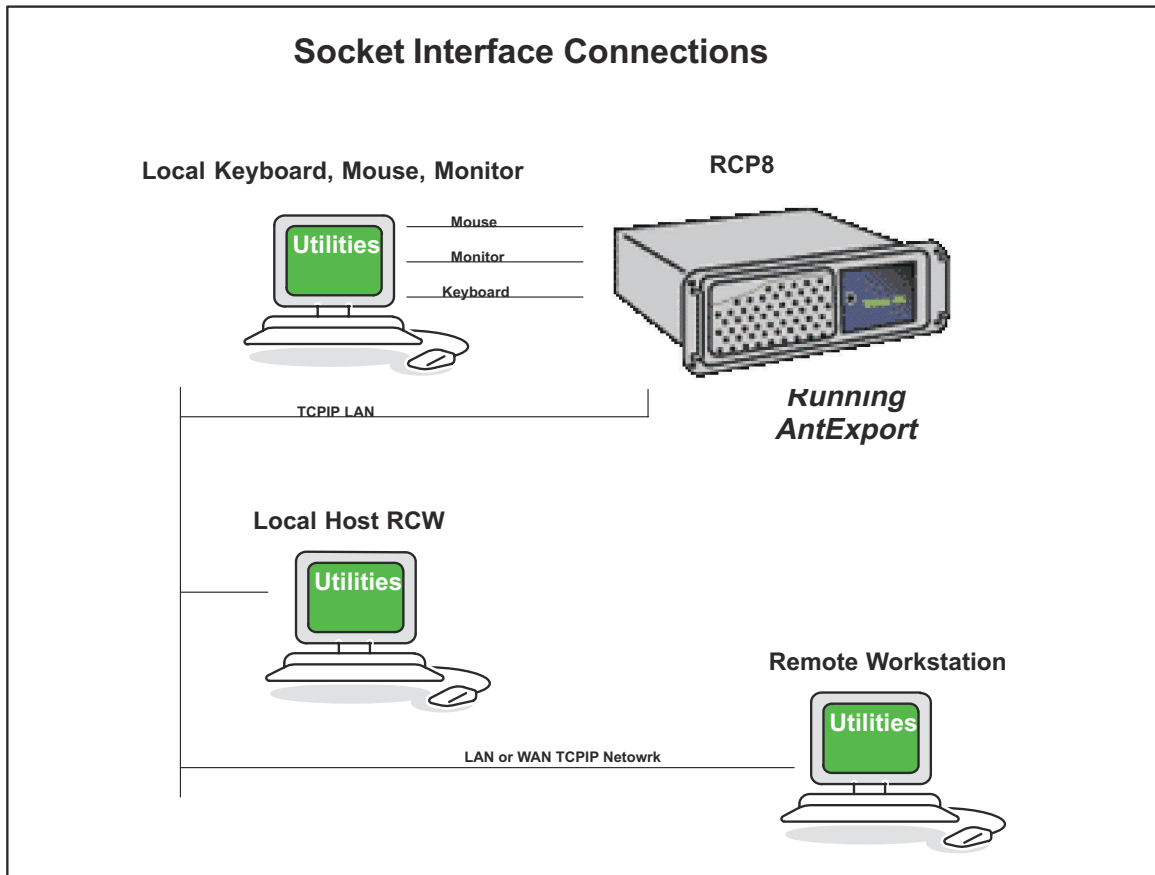 Socket Interface Connections
Local Keyboard, Mouse, Monitor
RCP8
Utilities
Mouse
Monitor
Keyboard
Running
AntExport
TCPIP LAN
Local Host RCW
Utilities
Remote Workstation
Utilities
LAN or WAN TCPIP Netowrk